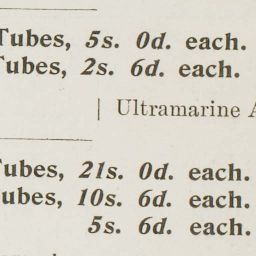 Tubes, 5s. 0d. each.
Tubes, 2s. 6d. each.
| Ultramarine A
Tubes, 21s. 0d. each.
ubes, 10s. 6d. each.
5s. 6d. each.